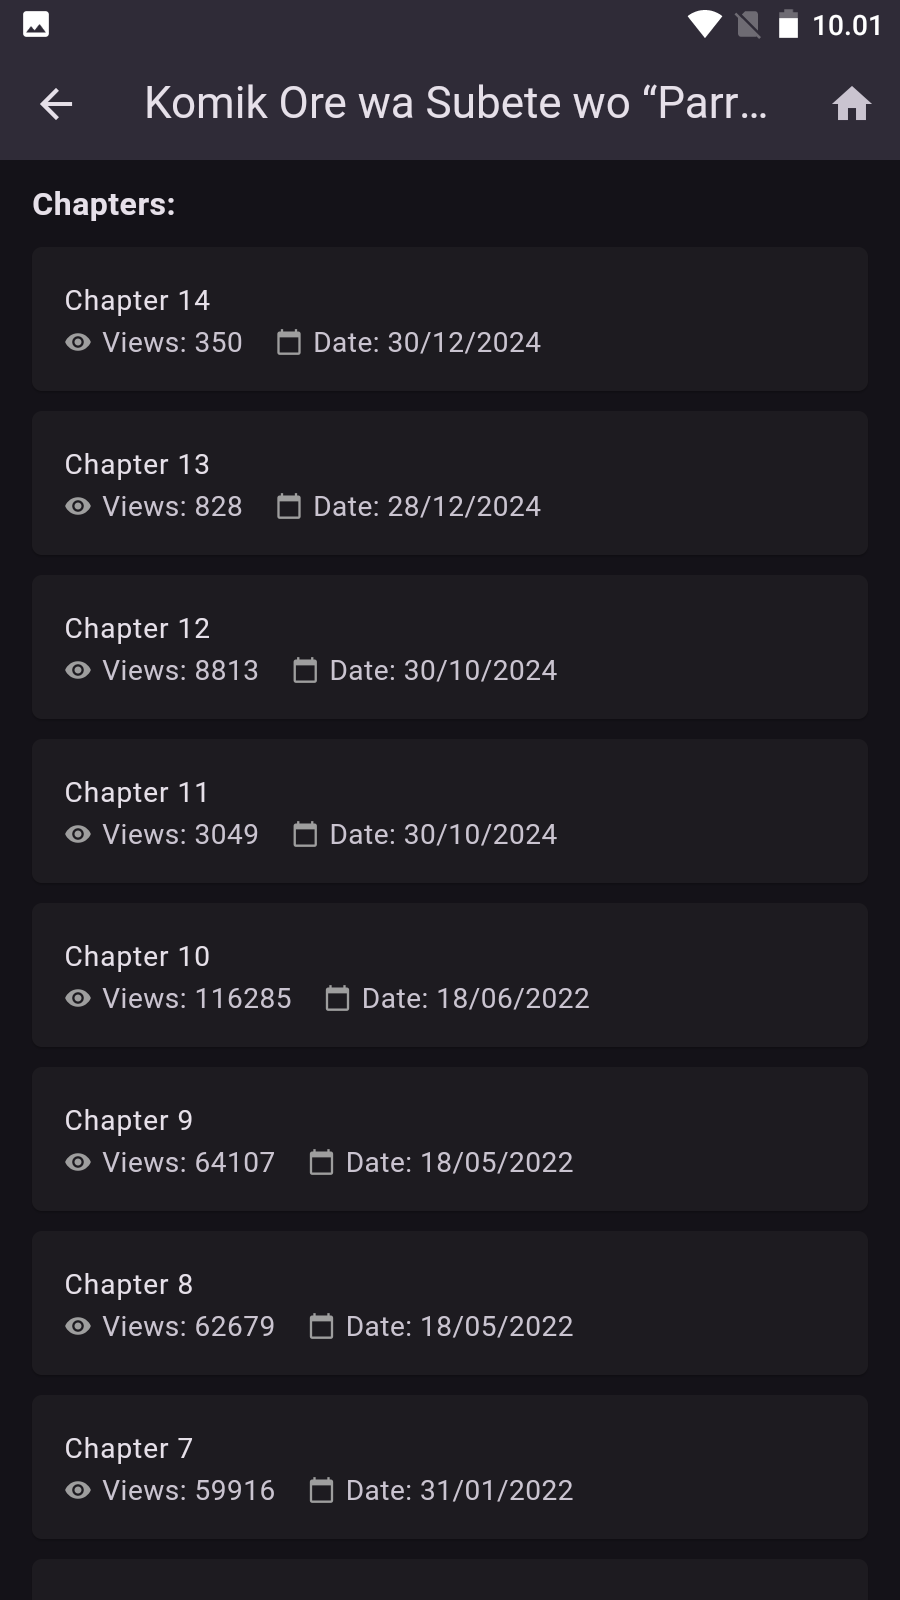 10.01
Komik Ore wa Subete wo “Parr...
Chapters:
Chapter 14
Views: 350 Date: 30/12/2024
Chapter 13
Views: 828 Date: 28/12/2024
Chapter 12
Views: 8813 Date: 30/10/2024
Chapter 11
Views: 3049 Date: 30/10/2024
Chapter 10
Views: 116285 Date: 18/06/2022
Chapter 9
Views: 64107 Date: 18/05/2022
Chapter 8
Views: 62679 Date: 18/05/2022
Chapter 7
Views: 59916 Date: 31/01/2022